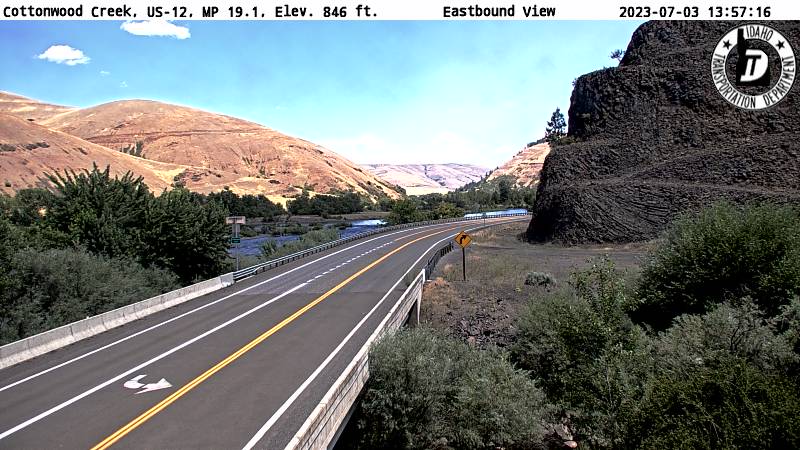 Cottonwood Creek, US-12, MP 19.1, Elev. 846 ft. Eastbound View 2023-07-03 13:57:16
IDAHO
TRANSPORTATION DEPARTMENT